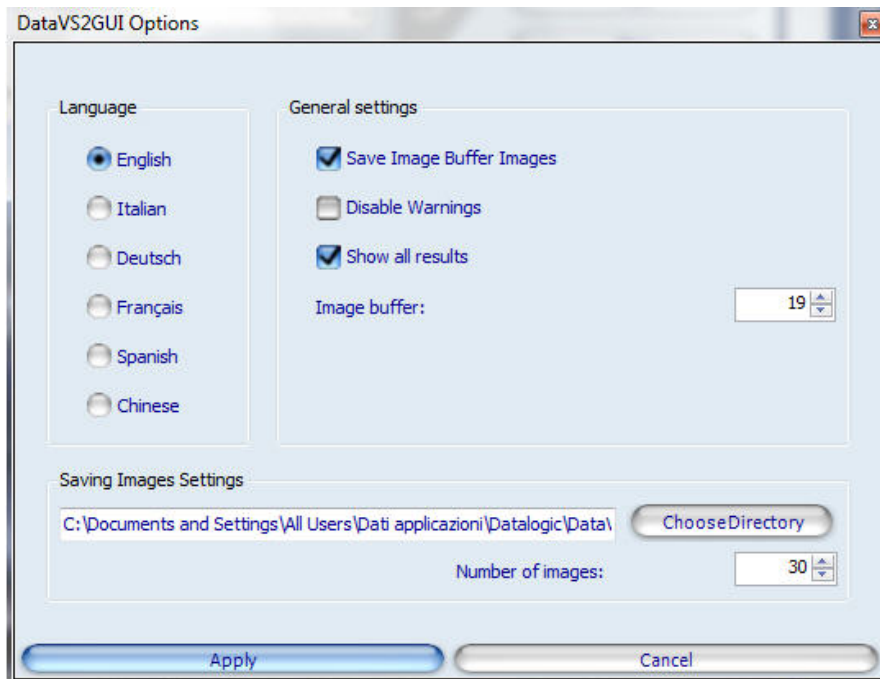 DataVS2GUI Options
Language
English
Italian
Deutsch
Français
Spanish
Chinese
General settings
Save Image Buffer Images
Disable Warnings
Show all results
Image buffer:
19
Saving Images Settings
C:\Documents and Settings\All Users\Dati applicazioni\Datalogic\Data\
ChooseDirectory
Number of images:
30
Apply
Cancel